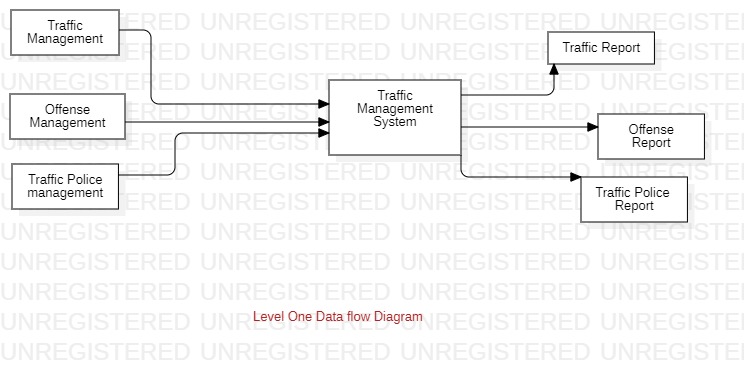 Traffic
Management
Offense
Management
Traffic Police
management
Traffic
Management
System
Traffic Report
Offense
Report
Traffic Police
Report
Level One Data flow Diagram
UNREGISTERED UNREGISTERED UNREGISTERED UNREGISTERED